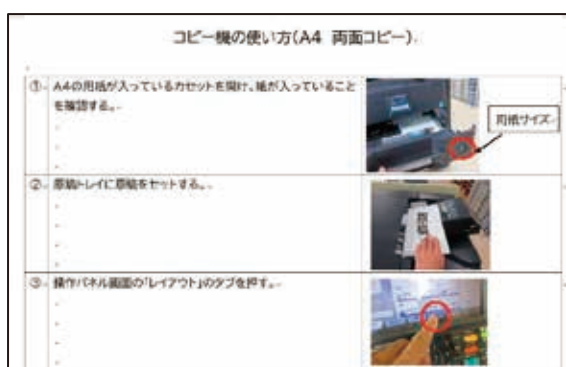 コピー機の使い方(A4 両面コピー)
① A4の用紙が入っているカセットを開け、紙が入っていること
を確認する。
用紙サイズ
② 原稿トレイに原稿をセットする。
原稿
③ 操作パネル画面の「レイアウト」のタブを押す。